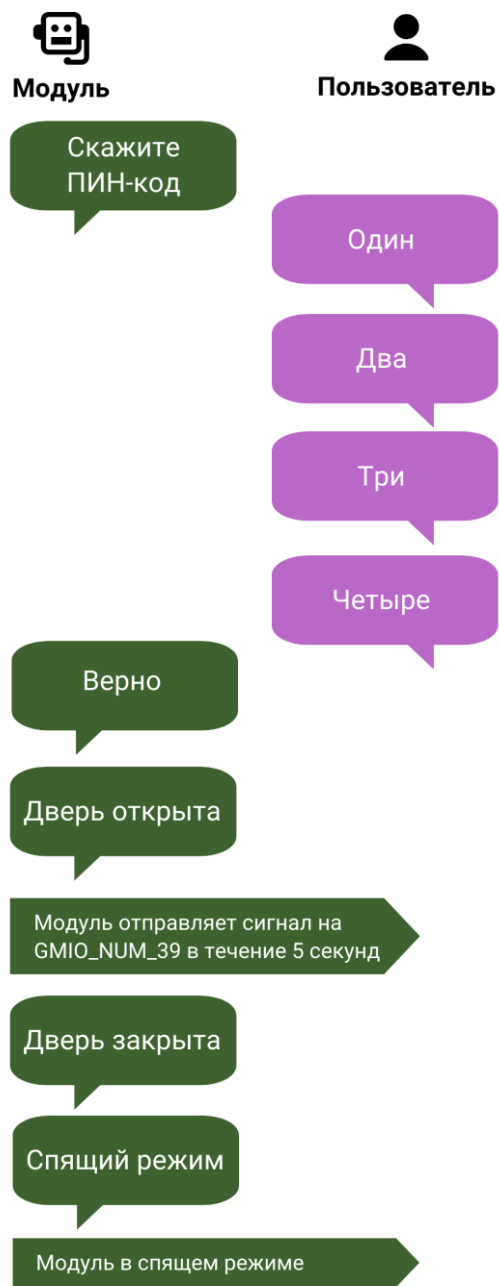 Модуль
Пользователь
Скажите
ПИН-код
Один
Два
Три
Четыре
Верно
Дверь открыта
Модуль отправляет сигнал на
GMIO_NUM_39 в течение 5 секунд
Дверь закрыта
Спящий режим
Модуль в спящем режиме